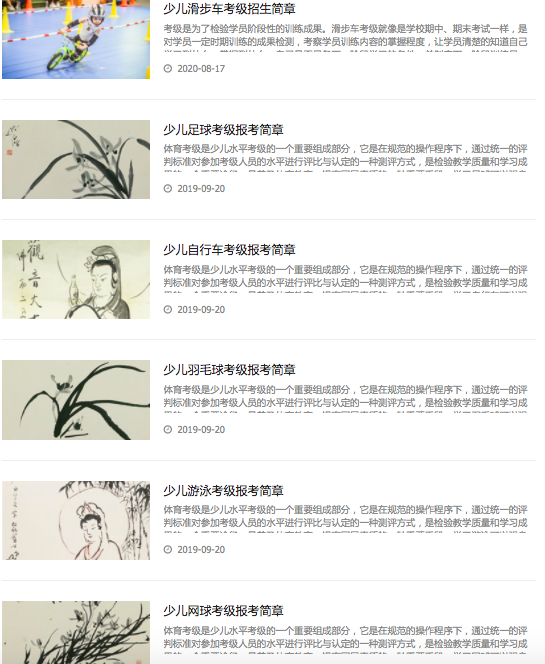 少儿滑步车考级招生简章
考级是为了检验学员阶段性的训练成果。滑步车考级就像是学校期中、期末考试一样，是
对学员一定时期训练的成果检测，考察学员训练内容的掌握程度，让学员清楚的知道自己
2020-08-17
少儿足球考级报考简章
体育考级是少儿水平考级的一个重要组成部分，它是在规范的操作程序下，通过统一的评
判标准对参加考级人员的水平进行评比与认定的一种测评方式，是检验教学质量和学习成
2019-09-20
少儿自行车考级报考简章
体育考级是少儿水平考级的一个重要组成部分，它是在规范的操作程序下，通过统一的评
判标准对参加考级人员的水平进行评比与认定的一种测评方式，是检验教学质量和学习成
2019-09-20
少儿羽毛球考级报考简章
体育考级是少儿水平考级的一个重要组成部分，它是在规范的操作程序下，通过统一的评
判标准对参加考级人员的水平进行评比与认定的一种测评方式，是检验教学质量和学习成
2019-09-20
少儿游泳考级报考简章
体育考级是少儿水平考级的一个重要组成部分，它是在规范的操作程序下，通过统一的评
判标准对参加考级人员的水平进行评比与认定的一种测评方式，是检验教学质量和学习成
2019-09-20
少儿网球考级报考简章
体育考级是少儿水平考级的一个重要组成部分，它是在规范的操作程序下，通过统一的评
判标准对参加考级人员的水平进行评比与认定的一种测评方式，是检验教学质量和学习成